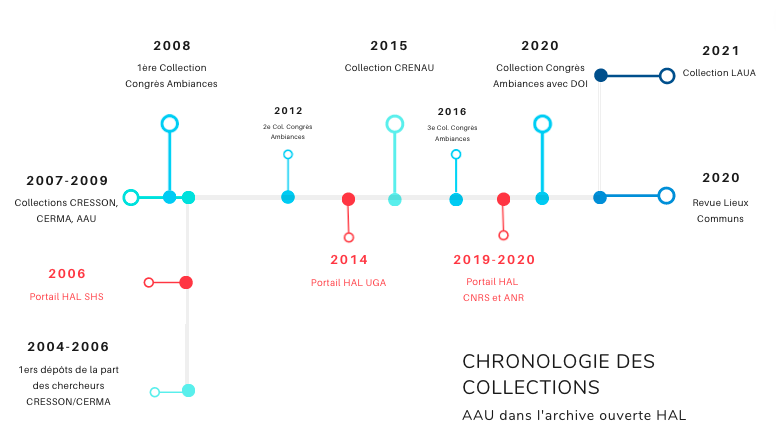 2008
1ère Collection
Congrès Ambiances
2015
Collection CRENAU
2020
Collection Congrès
Ambiances avec DOI
2021
Collection LAUA
2012
2e Col. Congrès
Ambiances
2016
3e Col. Congrès
Ambiances
2007-2009
Collections CRESSON,
CERMA, AAU
2020
Revue Lieux
Communs
2006
Portail HAL SHS
2014
Portail HAL UGA
2019-2020
Portail HAL
CNRS et ANR
2004-2006
1ers dépôts de la part
des chercheurs
CRESSON/CERMA
CHRONOLOGIE DES
COLLECTIONS
AAU dans l'archive ouverte HAL